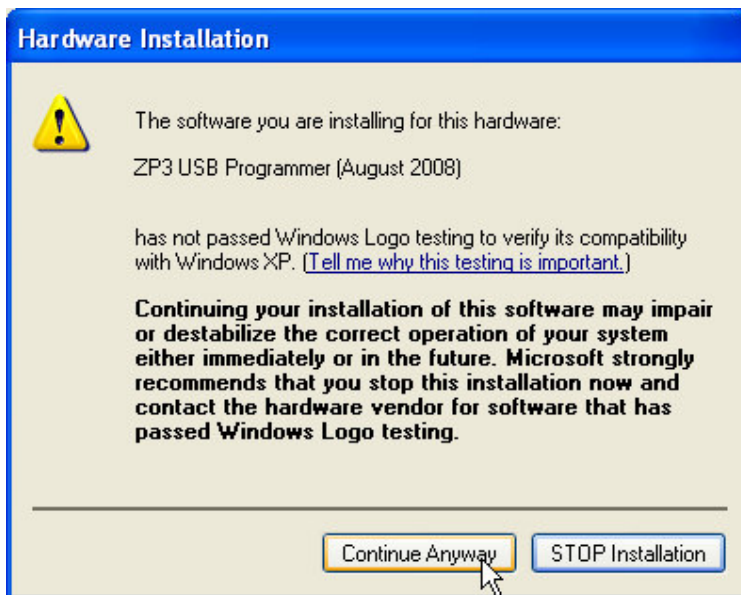 Hardware Installation
The software you are installing for this hardware:
ZP3 USB Programmer (August 2008)
has not passed Windows Logo testing to verify its compatibility
with Windows XP. (Tell me why this testing is important.)
Continuing your installation of this software may impair
or destabilize the correct operation of your system
either immediately or in the future. Microsoft strongly
recommends that you stop this installation now and
contact the hardware vendor for software that has
passed Windows Logo testing.
Continue Anyway
STOP Installation